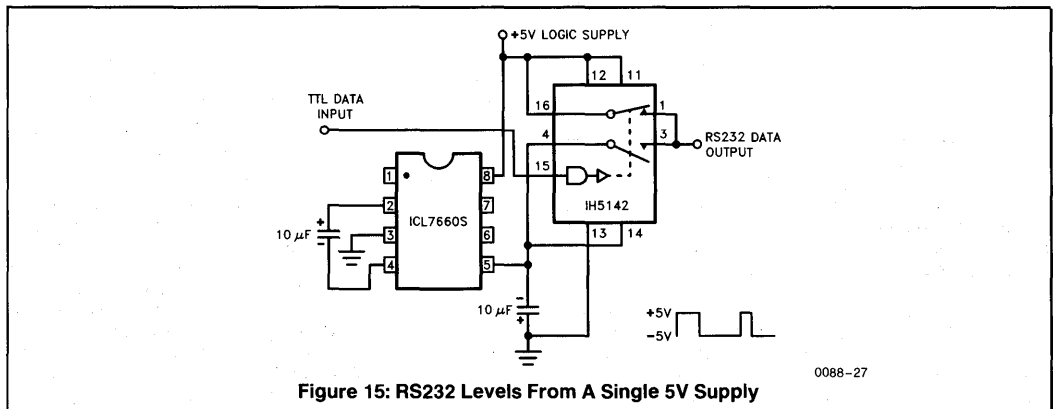 +5V LOGIC SUPPLY
12 11
TTL DATA
INPUT
16 1
4 3 RS232 DATA
OUTPUT
15
IH5142
13 14
1 8
2 7
ICL7660S
3 6
4 5
10 µF
+
-
10 µF
-
+
+5V
-5V
0088-27
Figure 15: RS232 Levels From A Single 5V Supply